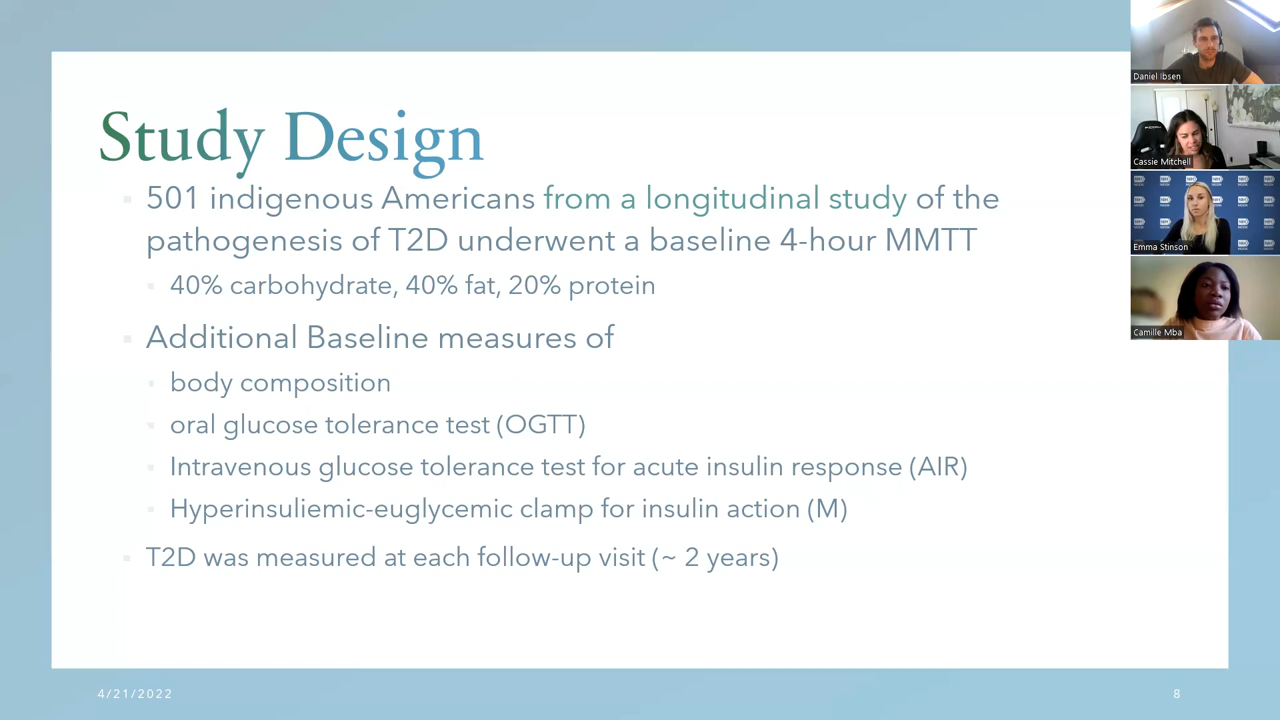 Study Design
501 indigenous Americans from a longitudinal study of the
pathogenesis of T2D underwent a baseline 4-hour MMTT
40% carbohydrate, 40% fat, 20% protein
Additional Baseline measures of
body composition
oral glucose tolerance test (OGTT)
Intravenous glucose tolerance test for acute insulin response (AIR)
Hyperinsuliemic-euglycemic clamp for insulin action (M)
T2D was measured at each follow-up visit (~ 2 years)
4/21/2022
8
Daniel Ibsen
Cassie Mitchell
Emma Stinson
Camille Mba